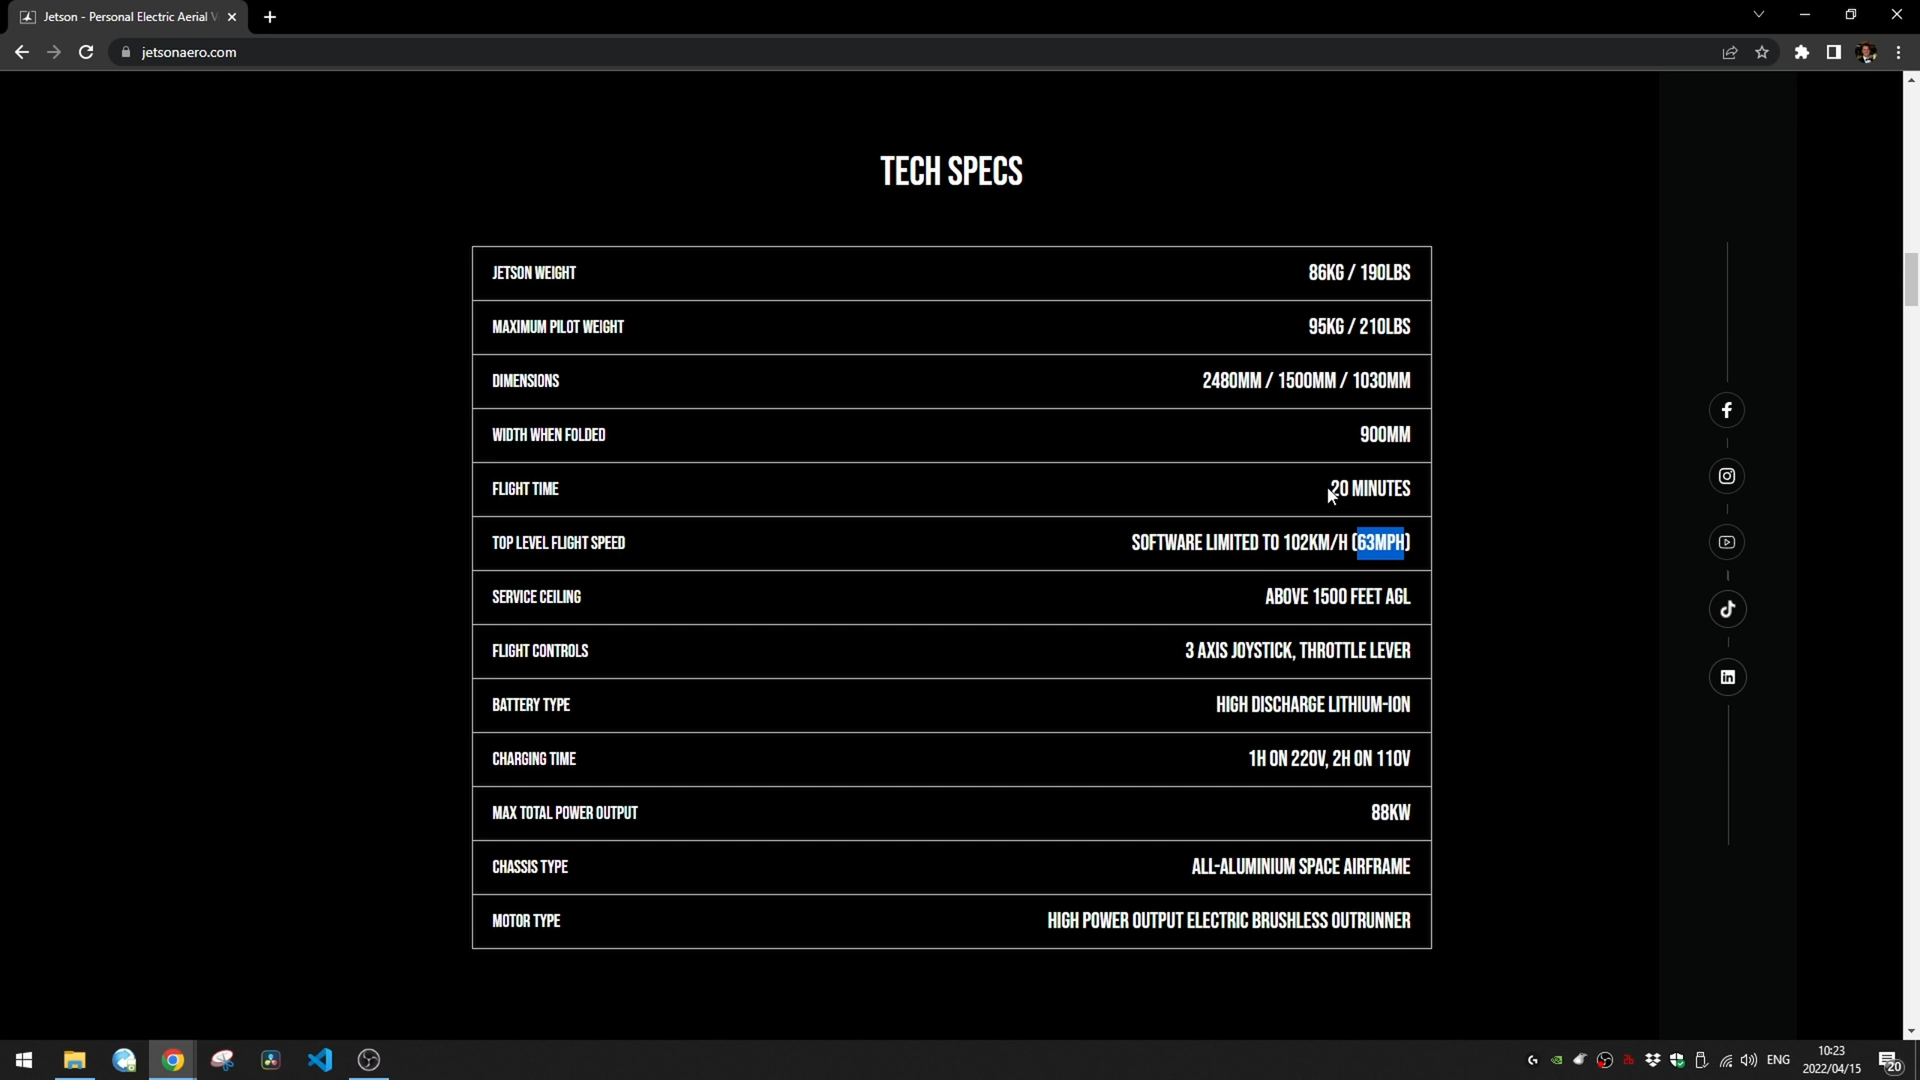 Jetson - Personal Electric Aerial V
jetsonaero.com
TECH SPECS
JETSON WEIGHT 86KG / 190LBS
MAXIMUM PILOT WEIGHT 95KG / 210LBS
DIMENSIONS 2480MM / 1500MM / 1030MM
WIDTH WHEN FOLDED 900MM
FLIGHT TIME 20 MINUTES
TOP LEVEL FLIGHT SPEED SOFTWARE LIMITED TO 102KM/H (63MPH)
SERVICE CEILING ABOVE 1500 FEET AGL
FLIGHT CONTROLS 3 AXIS JOYSTICK, THROTTLE LEVER
BATTERY TYPE HIGH DISCHARGE LITHIUM-ION
CHARGING TIME 1H ON 220V, 2H ON 110V
MAX TOTAL POWER OUTPUT 88KW
CHASSIS TYPE ALL-ALUMINIUM SPACE AIRFRAME
MOTOR TYPE HIGH POWER OUTPUT ELECTRIC BRUSHLESS OUTRUNNER
ENG
10:23
2022/04/15
20